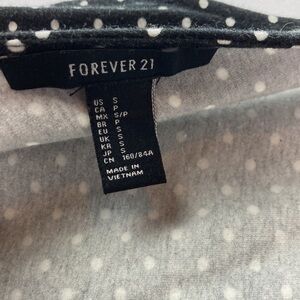 FOREVER 21
US S
CA P
MX S/P
BR P
EU S
UK S
KR S
JP S
CN 160/84A
MADE IN
VIETNAM